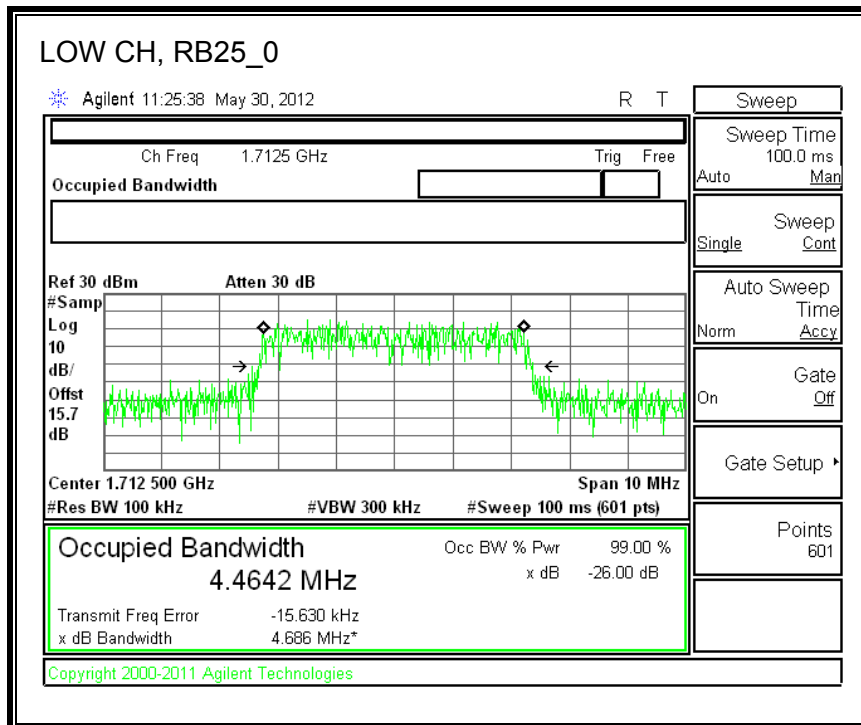 LOW CH, RB25_0
Agilent 11:25:38 May 30, 2012 R T
Ch Freq 1.7125 GHz Trig Free
Occupied Bandwidth
Ref 30 dBm Atten 30 dB
#Samp
Log
10
dB/
Offst
15.7
dB
Center 1.712 500 GHz Span 10 MHz
#Res BW 100 kHz #VBW 300 kHz #Sweep 100 ms (601 pts)
Occupied Bandwidth Occ BW % Pwr 99.00 %
4.4642 MHz x dB -26.00 dB
Transmit Freq Error -15.630 kHz
x dB Bandwidth 4.686 MHz*
Copyright 2000-2011 Agilent Technologies
Sweep
Sweep Time
100.0 ms
Auto Man
Sweep
Single Cont
Auto Sweep
Time
Norm Accy
Gate
On Off
Gate Setup
Points
601